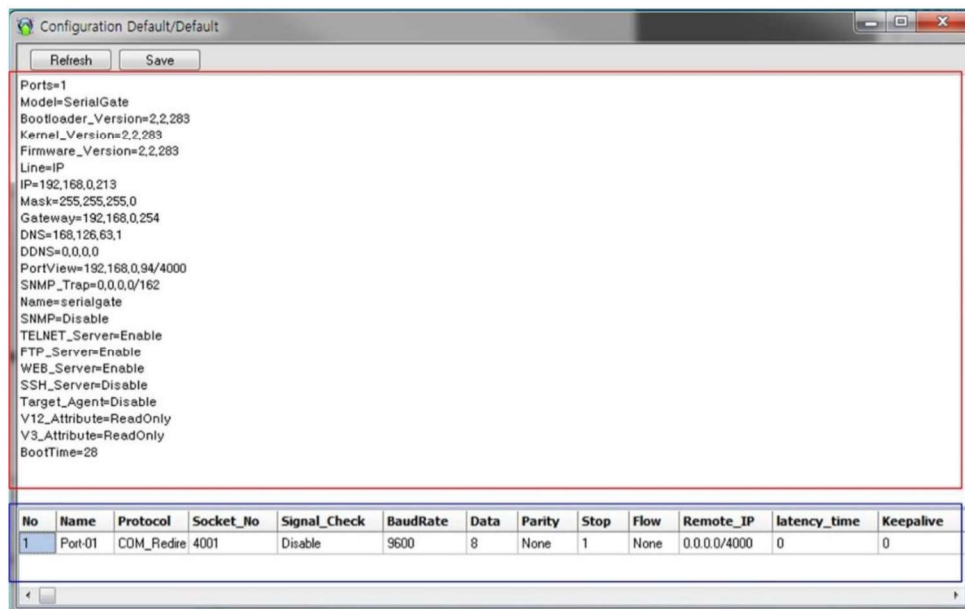 Configuration Default/Default
Refresh Save
Ports=1
Model=SerialGate
Bootloader_Version=2,2,283
Kernel_Version=2,2,283
Firmware_Version=2,2,283
Line=IP
IP=192,168,0,213
Mask=255,255,255,0
Gateway=192,168,0,254
DNS=168,126,63,1
DDNS=0,0,0,0
PortView=192,168,0,94/4000
SNMP_Trap=0,0,0,0/162
Name=serialgate
SNMP=Disable
TELNET_Server=Enable
FTP_Server=Enable
WEB_Server=Enable
SSH_Server=Disable
Target_Agent=Disable
V12_Attribute=ReadOnly
V3_Attribute=ReadOnly
BootTime=28
No Name Protocol Socket_No Signal_Check BaudRate Data Parity Stop Flow Remote_IP latency_time Keepalive
1 Port-01 COM_Redire 4001 Disable 9600 8 None 1 None 0.0.0.0/4000 0 0